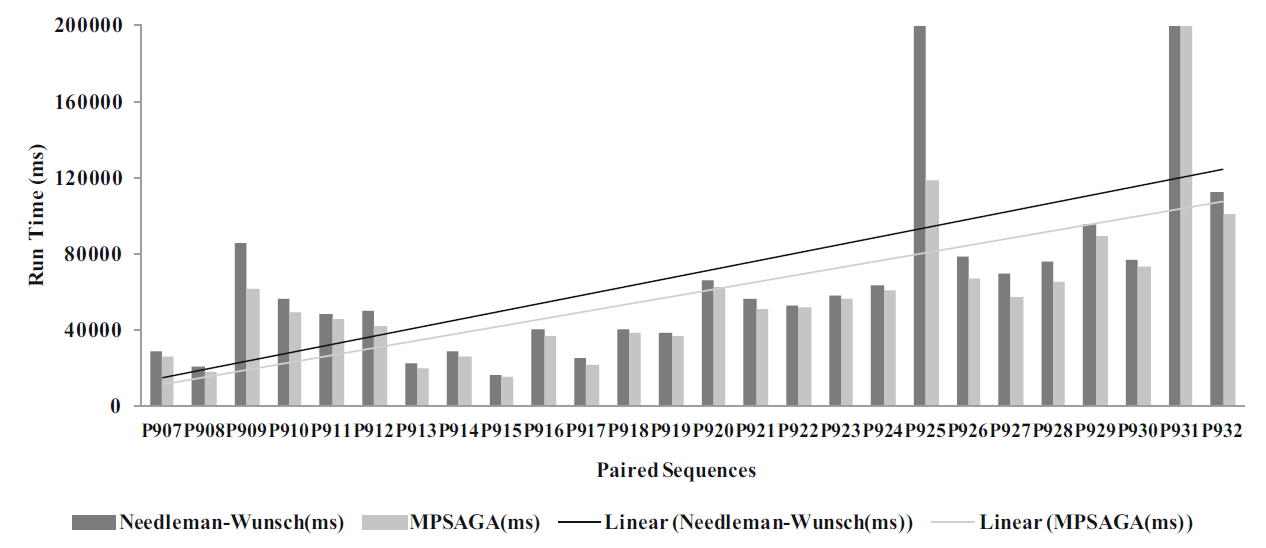 200000
160000
120000
80000
40000
0
Run Time (ms)
P907 P908 P909 P910 P911 P912 P913 P914 P915 P916 P917 P918 P919 P920 P921 P922 P923 P924 P925 P926 P927 P928 P929 P930 P931 P932
Paired Sequences
Needleman-Wunsch(ms) MPSAGA(ms) Linear (Needleman-Wunsch(ms)) Linear (MPSAGA(ms))